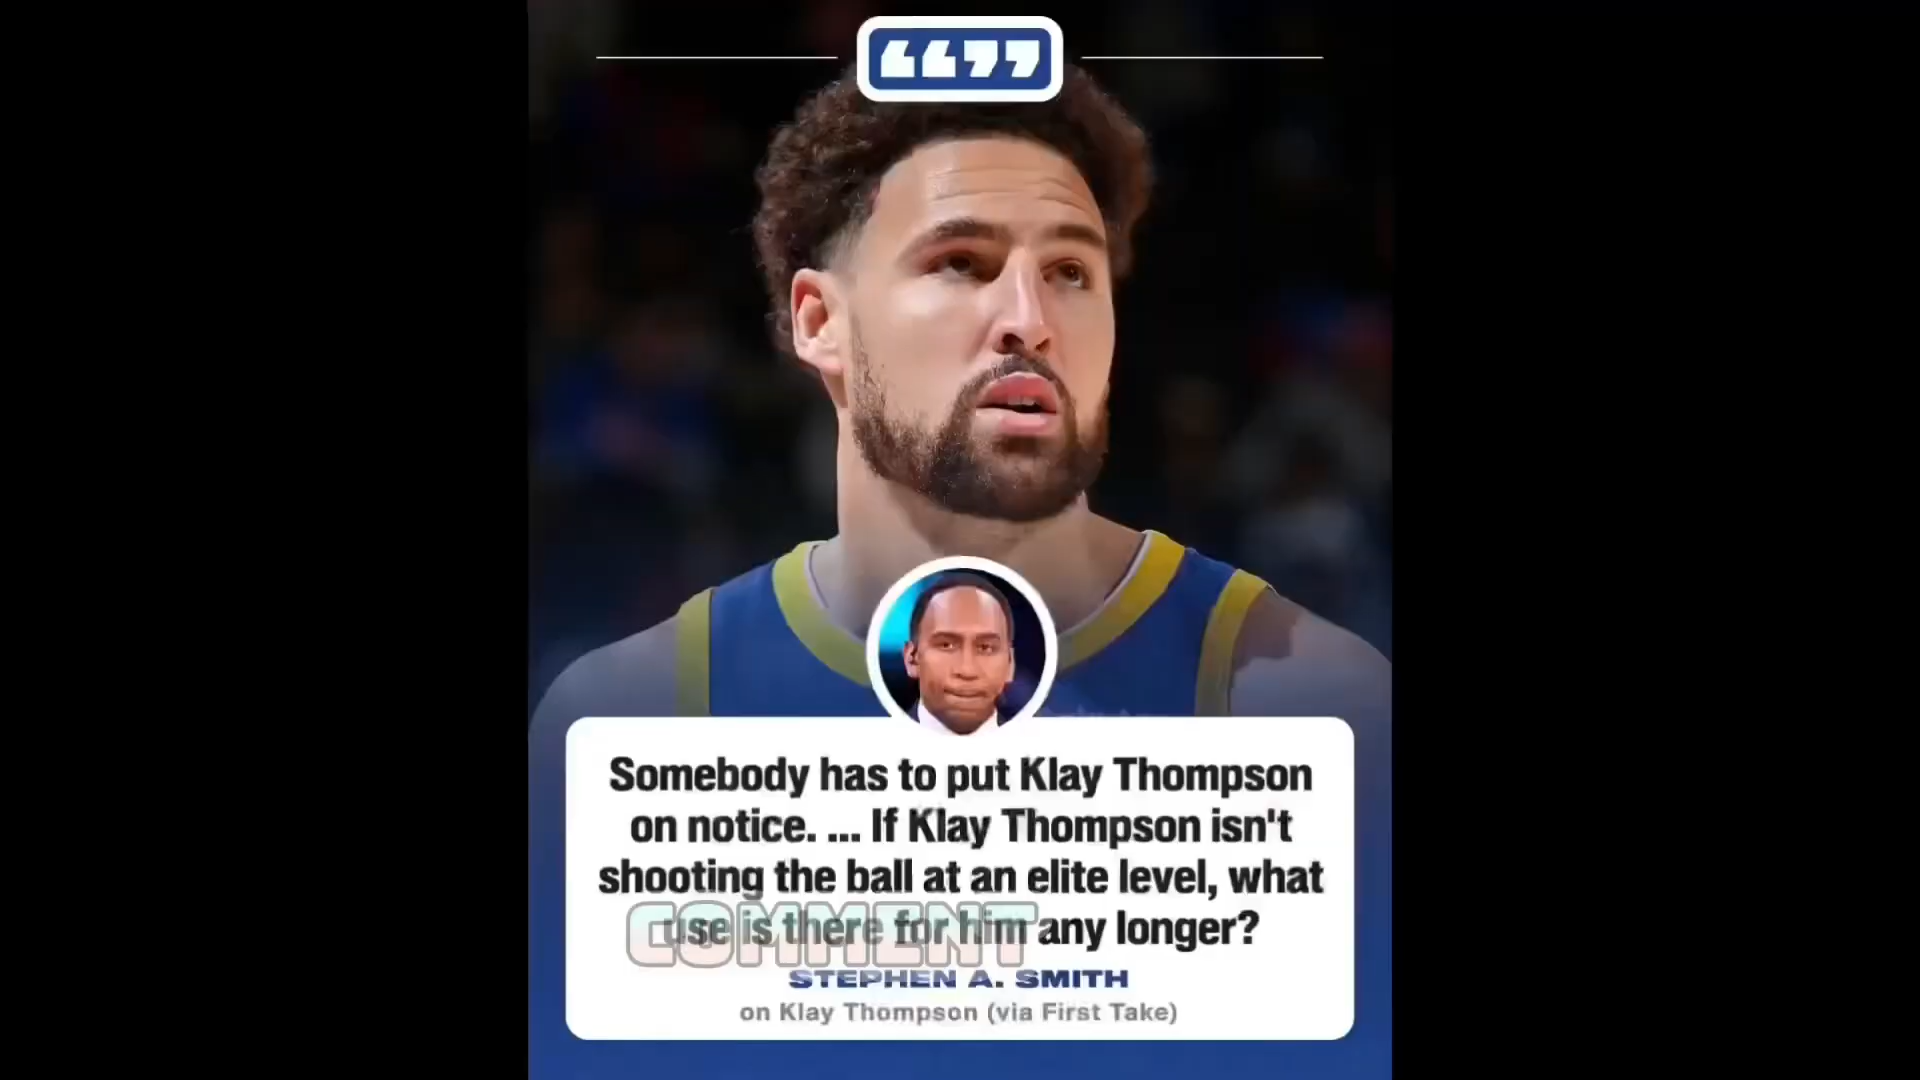 Somebody has to put Klay Thompson
on notice. ... If Klay Thompson isn't
shooting the ball at an elite level, what
use is there for him any longer?
COMMENT
STEPHEN A. SMITH
on Klay Thompson (via First Take)